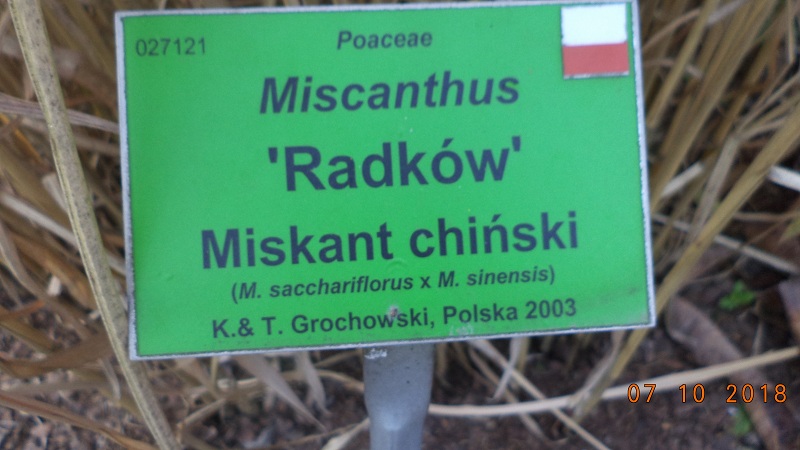 027121
Poaceae
Miscanthus
'Radków'
Miskant chiński
(M. sacchariflorus x M. sinensis)
K.& T. Grochowski, Polska 2003
07 10 2018